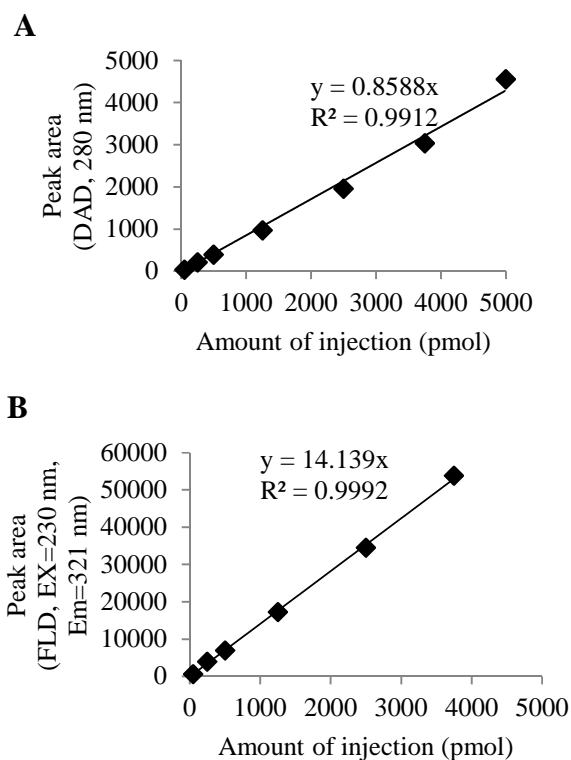 A
Peak area
(DAD, 280 nm)
5000
4000
3000
2000
1000
0
y = 0.8588x
R² = 0.9912
0 1000 2000 3000 4000 5000
Amount of injection (pmol)
B
Peak area
(FLD, EX=230 nm,
Em=321 nm)
60000
50000
40000
30000
20000
10000
0
y = 14.139x
R² = 0.9992
0 1000 2000 3000 4000 5000
Amount of injection (pmol)